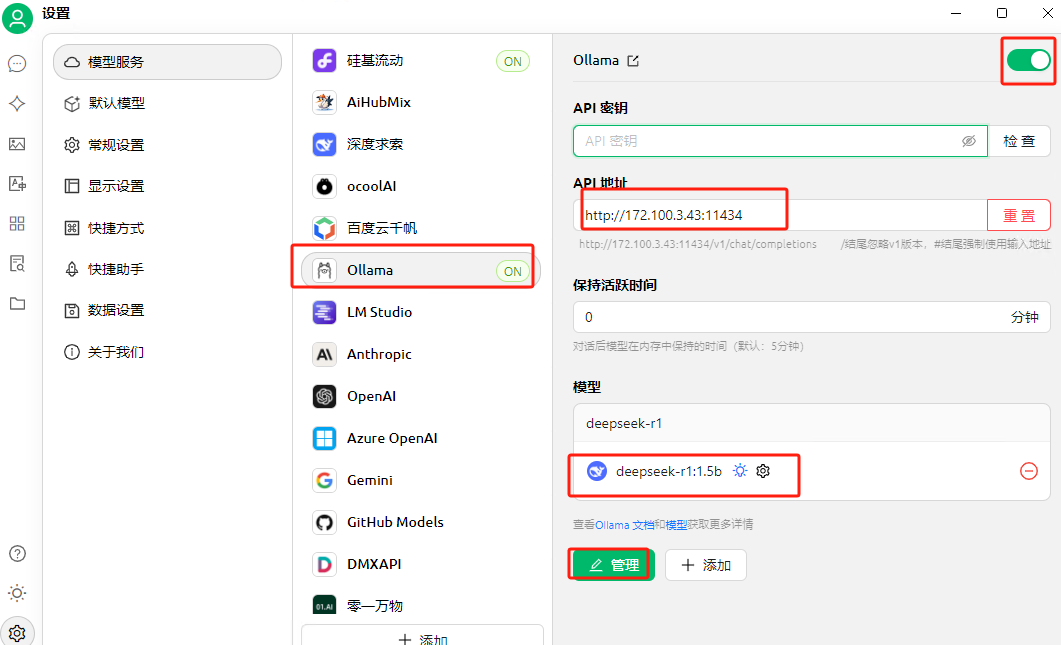 设置
模型服务
默认模型
常规设置
显示设置
快捷方式
快捷助手
数据设置
关于我们
硅基流动 ON
AiHubMix
深度求索
ocoolAI
百度云千帆
Ollama ON
LM Studio
Anthropic
OpenAI
Azure OpenAI
Gemini
GitHub Models
DMXAPI
01.AI 零一万物
添加
Ollama
API 密钥
API 密钥 检 查
API 地址
http://172.100.3.43:11434 重 置
http://172.100.3.43:11434/v1/chat/completions /结尾忽略v1版本，#结尾强制使用输入地址
保持活跃时间
0 分钟
对话后模型在内存中保持的时间（默认：5分钟）
模型
deepseek-r1
deepseek-r1:1.5b
查看Ollama 文档和模型获取更多详情
管理 添加